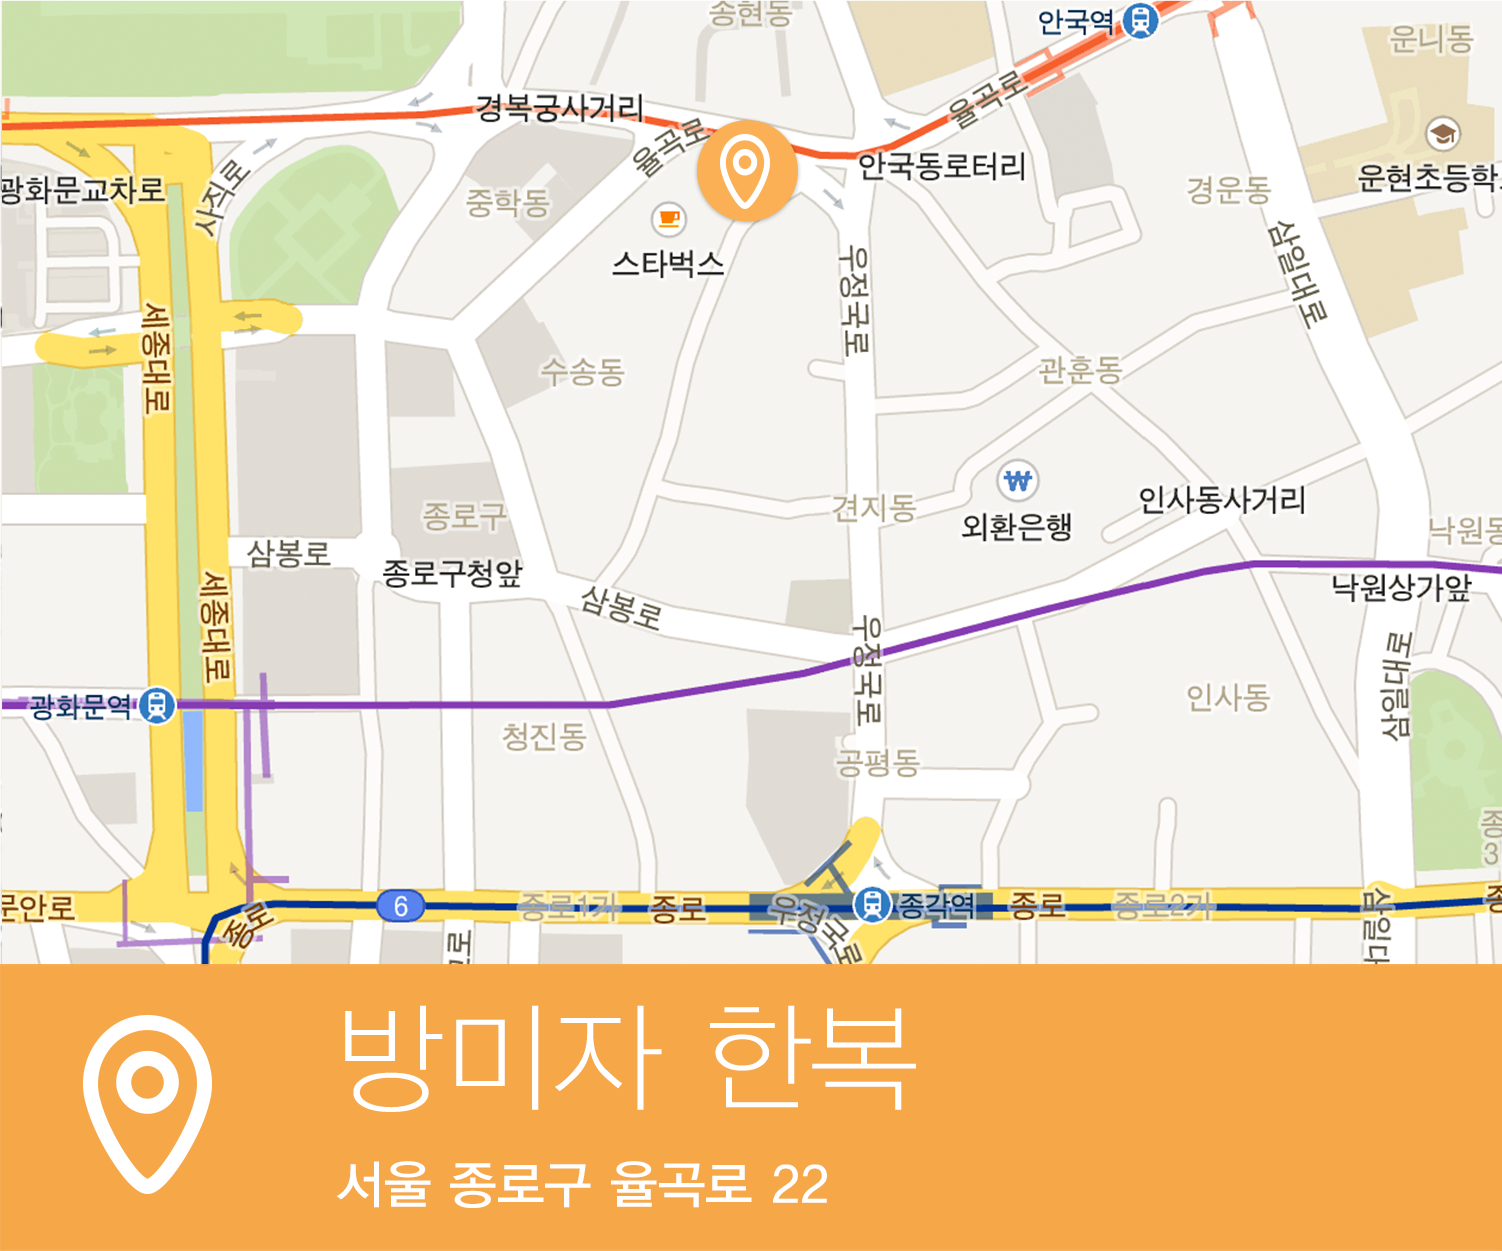 송현동
안국역
운니동
경복궁사거리
율곡로
율곡로
안국동로터리
광화문교차로
사직로
중학동
경운동
운현초등학
스타벅스
우정국로
삼일대로
세종대로
수송동
관훈동
종로구
견지동
외환은행
인사동사거리
낙원동
삼봉로
종로구청앞
삼봉로
낙원상가앞
세종대로
우정국로
삼일대로
광화문역
청진동
인사동
공평동
종
3
문안로
종로
6
종로1가
종로
우정국로
종각역
종로
종로2가
삼일대
종
방미자 한복
서울 종로구 율곡로 22